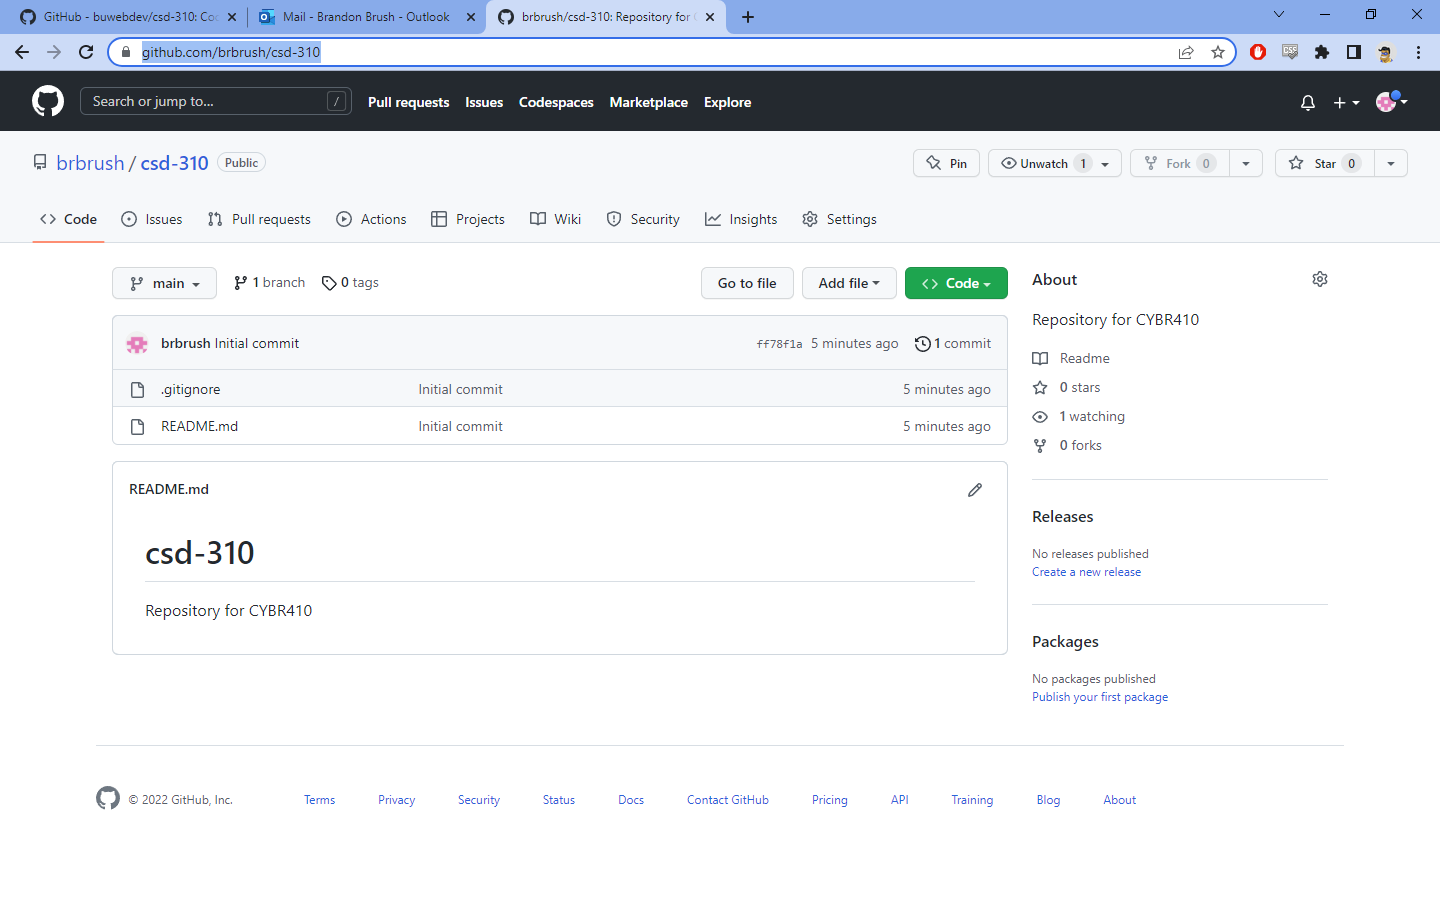 GitHub - buwebdev/csd-310: Co
Mail - Brandon Brush - Outlook
brbrush/csd-310: Repository for
github.com/brbrush/csd-310
Search or jump to... /
Pull requests Issues Codespaces Marketplace Explore
brbrush / csd-310 Public
Pin Unwatch 1 Fork 0 Star 0
Code Issues Pull requests Actions Projects Wiki Security Insights Settings
main 1 branch 0 tags Go to file Add file Code
brbrush Initial commit ff78f1a 5 minutes ago 1 commit
.gitignore Initial commit 5 minutes ago
README.md Initial commit 5 minutes ago
README.md
csd-310
Repository for CYBR410
About
Repository for CYBR410
Readme
0 stars
1 watching
0 forks
Releases
No releases published
Create a new release
Packages
No packages published
Publish your first package
© 2022 GitHub, Inc. Terms Privacy Security Status Docs Contact GitHub Pricing API Training Blog About